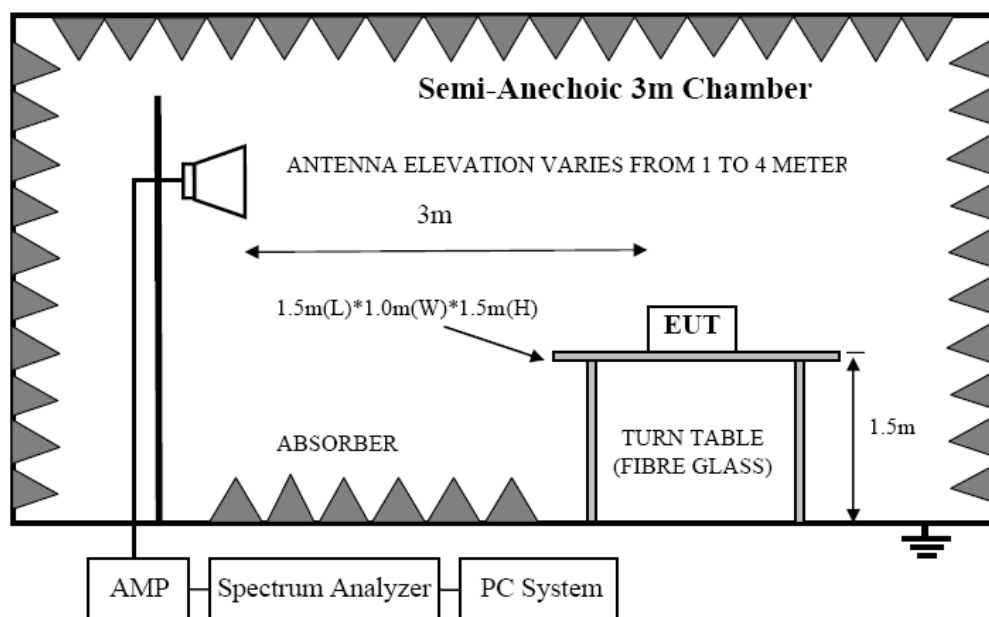 Semi-Anechoic 3m Chamber
ANTENNA ELEVATION VARIES FROM 1 TO 4 METER
3m
1.5m(L)*1.0m(W)*1.5m(H)
EUT
1.5m
ABSORBER
TURN TABLE
(FIBRE GLASS)
AMP
Spectrum Analyzer
PC System